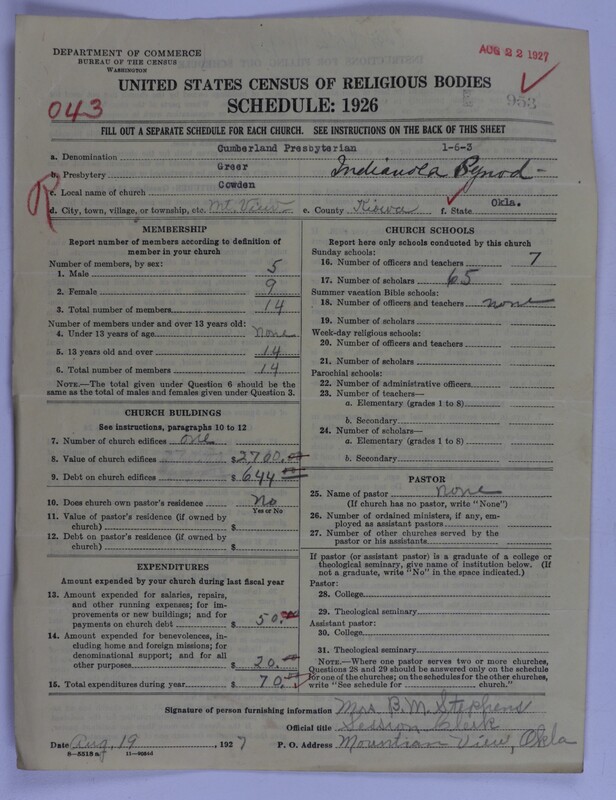 DEPARTMENT OF COMMERCE
BUREAU OF THE CENSUS
WASHINGTON
AUG 22 1927
UNITED STATES CENSUS OF RELIGIOUS BODIES
SCHEDULE: 1926
043
953
FILL OUT A SEPARATE SCHEDULE FOR EACH CHURCH. SEE INSTRUCTIONS ON THE BACK OF THIS SHEET
a. Denomination Cumberland Presbyterian 1-6-3
b. Presbytery Greer Indianola Synod-
c. Local name of church Cowden
d. City, town, village, or township, etc. Mt. View e. County Kiowa f. State Okla.
MEMBERSHIP
Report number of members according to definition of
member in your church
Number of members, by sex:
1. Male 5
2. Female 9
3. Total number of members 14
Number of members under and over 13 years old:
4. Under 13 years of age none
5. 13 years old and over 14
6. Total number of members 14
NOTE.—The total given under Question 6 should be
the same as the total of males and females given under Question 3.
CHURCH BUILDINGS
See instructions, paragraphs 10 to 12
7. Number of church edifices one
8. Value of church edifices $2,700.00
9. Debt on church edifices $644.00
10. Does church own pastor's residence No
Yes or No
11. Value of pastor's residence (if owned by
church) $
12. Debt on pastor's residence (if owned by
church) $
EXPENDITURES
Amount expended by your church during last fiscal year
13. Amount expended for salaries, repairs,
and other running expenses; for im-
provements or new buildings; and for
payments on church debt $ 50.00
14. Amount expended for benevolences, in-
cluding home and foreign missions; for
denominational support; and for all
other purposes $ 20.00
15. Total expenditures during year $ 70.00
CHURCH SCHOOLS
Report here only schools conducted by this church
Sunday schools:
16. Number of officers and teachers 7
17. Number of scholars 65
Summer vacation Bible schools:
18. Number of officers and teachers none
19. Number of scholars
Week-day religious schools:
20. Number of officers and teachers
21. Number of scholars
Parochial schools:
22. Number of administrative officers
23. Number of teachers—
a. Elementary (grades 1 to 8)
b. Secondary
24. Number of scholars—
a. Elementary (grades 1 to 8)
b. Secondary
PASTOR
25. Name of pastor none
(If church has no pastor, write "None")
26. Number of ordained ministers, if any, em-
ployed as assistant pastors
27. Number of other churches served by the
pastor or his assistants
If pastor (or assistant pastor) is a graduate of a college or
theological seminary, give name of institution below. (If
not a graduate, write "No" in the space indicated.)
Pastor:
28. College
29. Theological seminary
Assistant pastor:
30. College
31. Theological seminary
NOTE.—Where one pastor serves two or more churches,
Questions 28 and 29 should be answered only on the schedule
for one of the churches; on the schedules for the other churches,
write "See schedule for church."
Signature of person furnishing information Mrs B. M. Stephens
Official title Session Clerk
Date Aug. 19, 1927 P. O. Address Mountian View, Okla